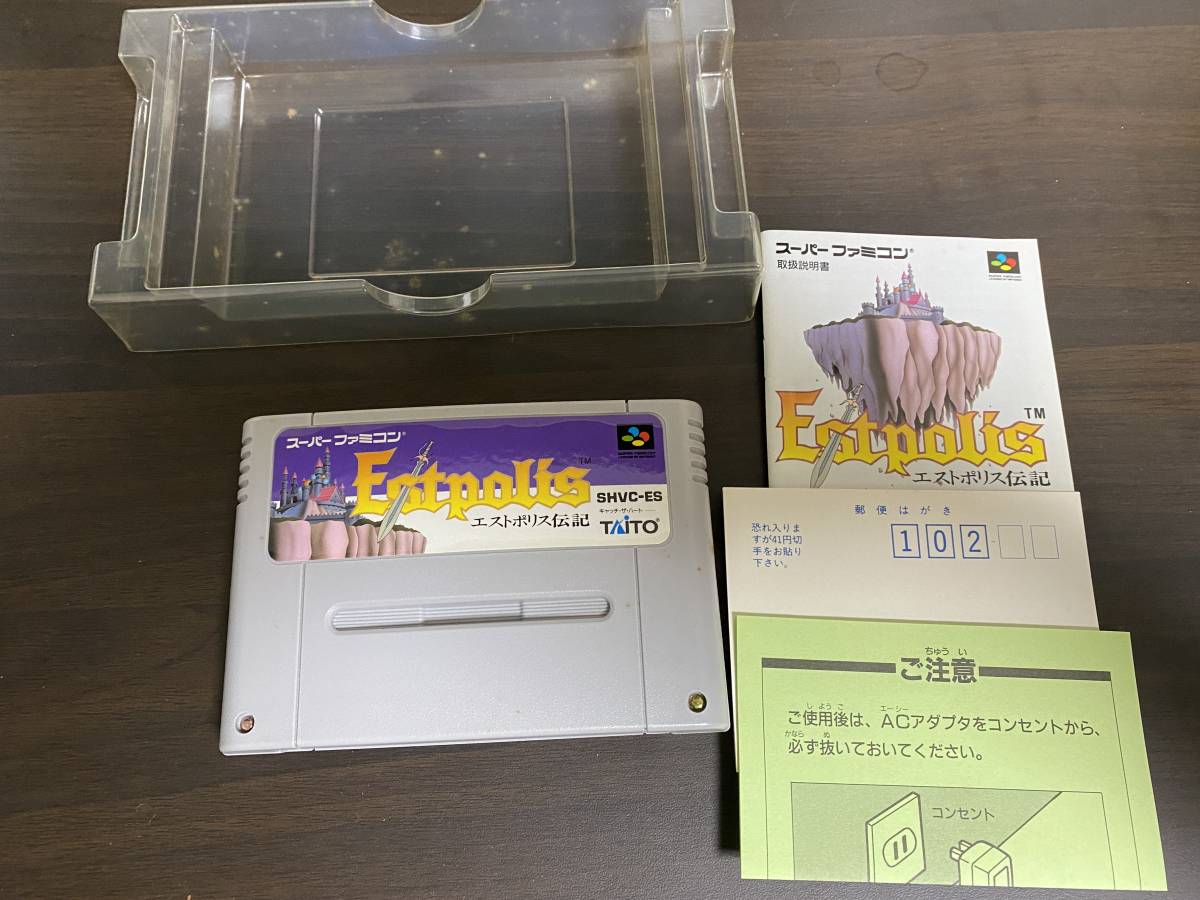 スーパーファミコン®
取扱説明書
Estpolis™
エストポリス伝記
スーパーファミコン®
Estpolis™
エストポリス伝記
SHVC-ES
キャッチ・ザ・ハート
TAITO
郵便はがき
恐れ入りま
すが41円切
手をお貼り
下さい。
102
ちゅうい
ご注意
しようご エーシー
ご使用後は、ACアダプタをコンセントから、
かなら ぬ
必ず抜いておいてください。
コンセント